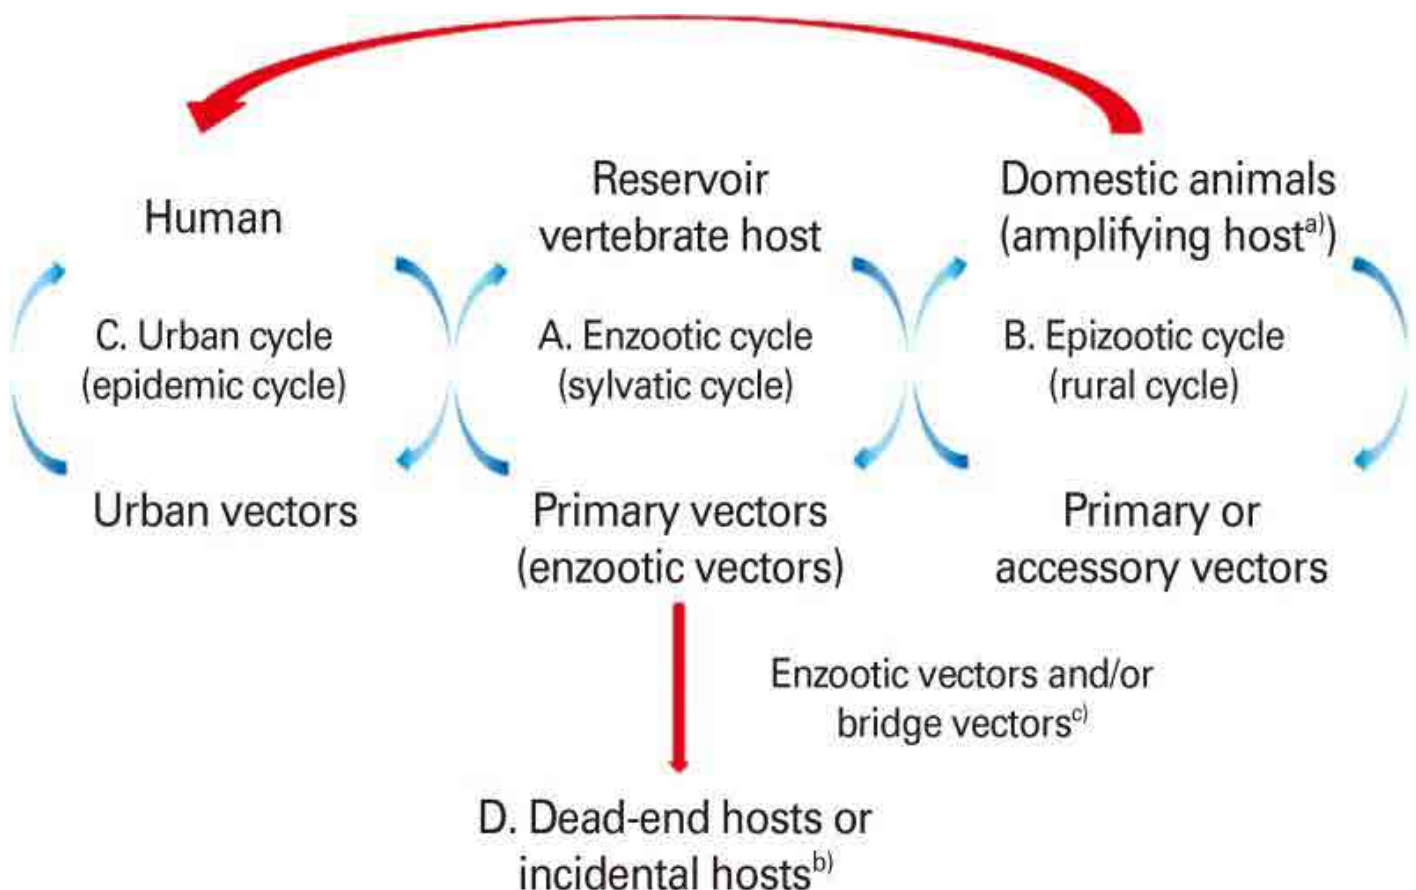 Human
Reservoir
vertebrate host
Domestic animals
(amplifying hostᵃ⁾)
C. Urban cycle
(epidemic cycle)
A. Enzootic cycle
(sylvatic cycle)
B. Epizootic cycle
(rural cycle)
Urban vectors
Primary vectors
(enzootic vectors)
Primary or
accessory vectors
Enzootic vectors and/or
bridge vectorsᶜ⁾
D. Dead-end hosts or
incidental hostsᵇ⁾